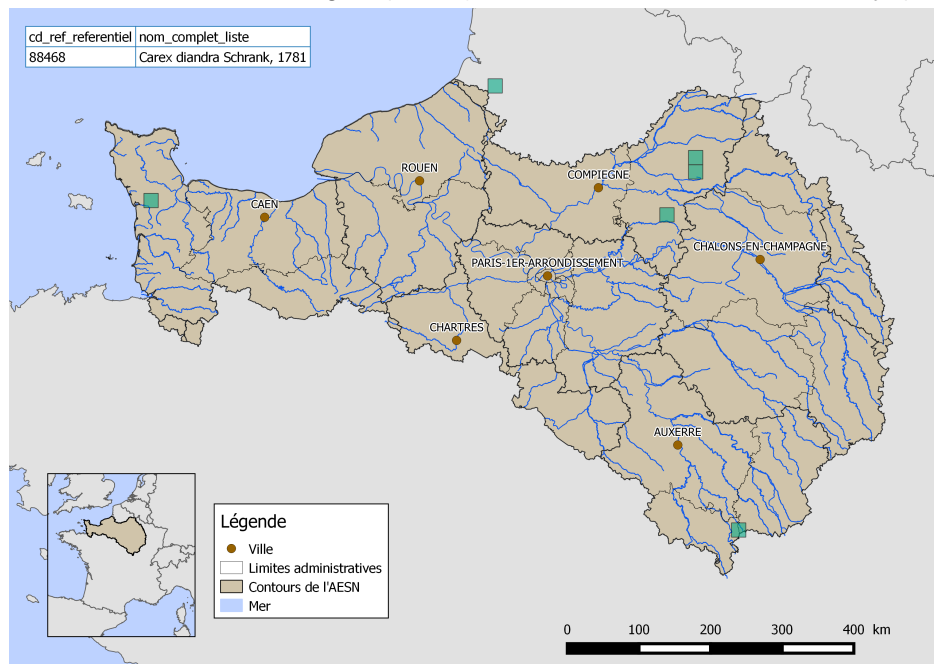 cd_ref_referentiel nom_complet_liste
88468 Carex diandra Schrank, 1781
ROUEN
COMPIEGNE
CAEN
CHALONS-EN-CHAMPAGNE
PARIS-1ER-ARRONDISSEMENT
CHARTRES
AUXERRE
Légende
Ville
Limites administratives
Contours de l'AESN
Mer
0 100 200 300 400 km